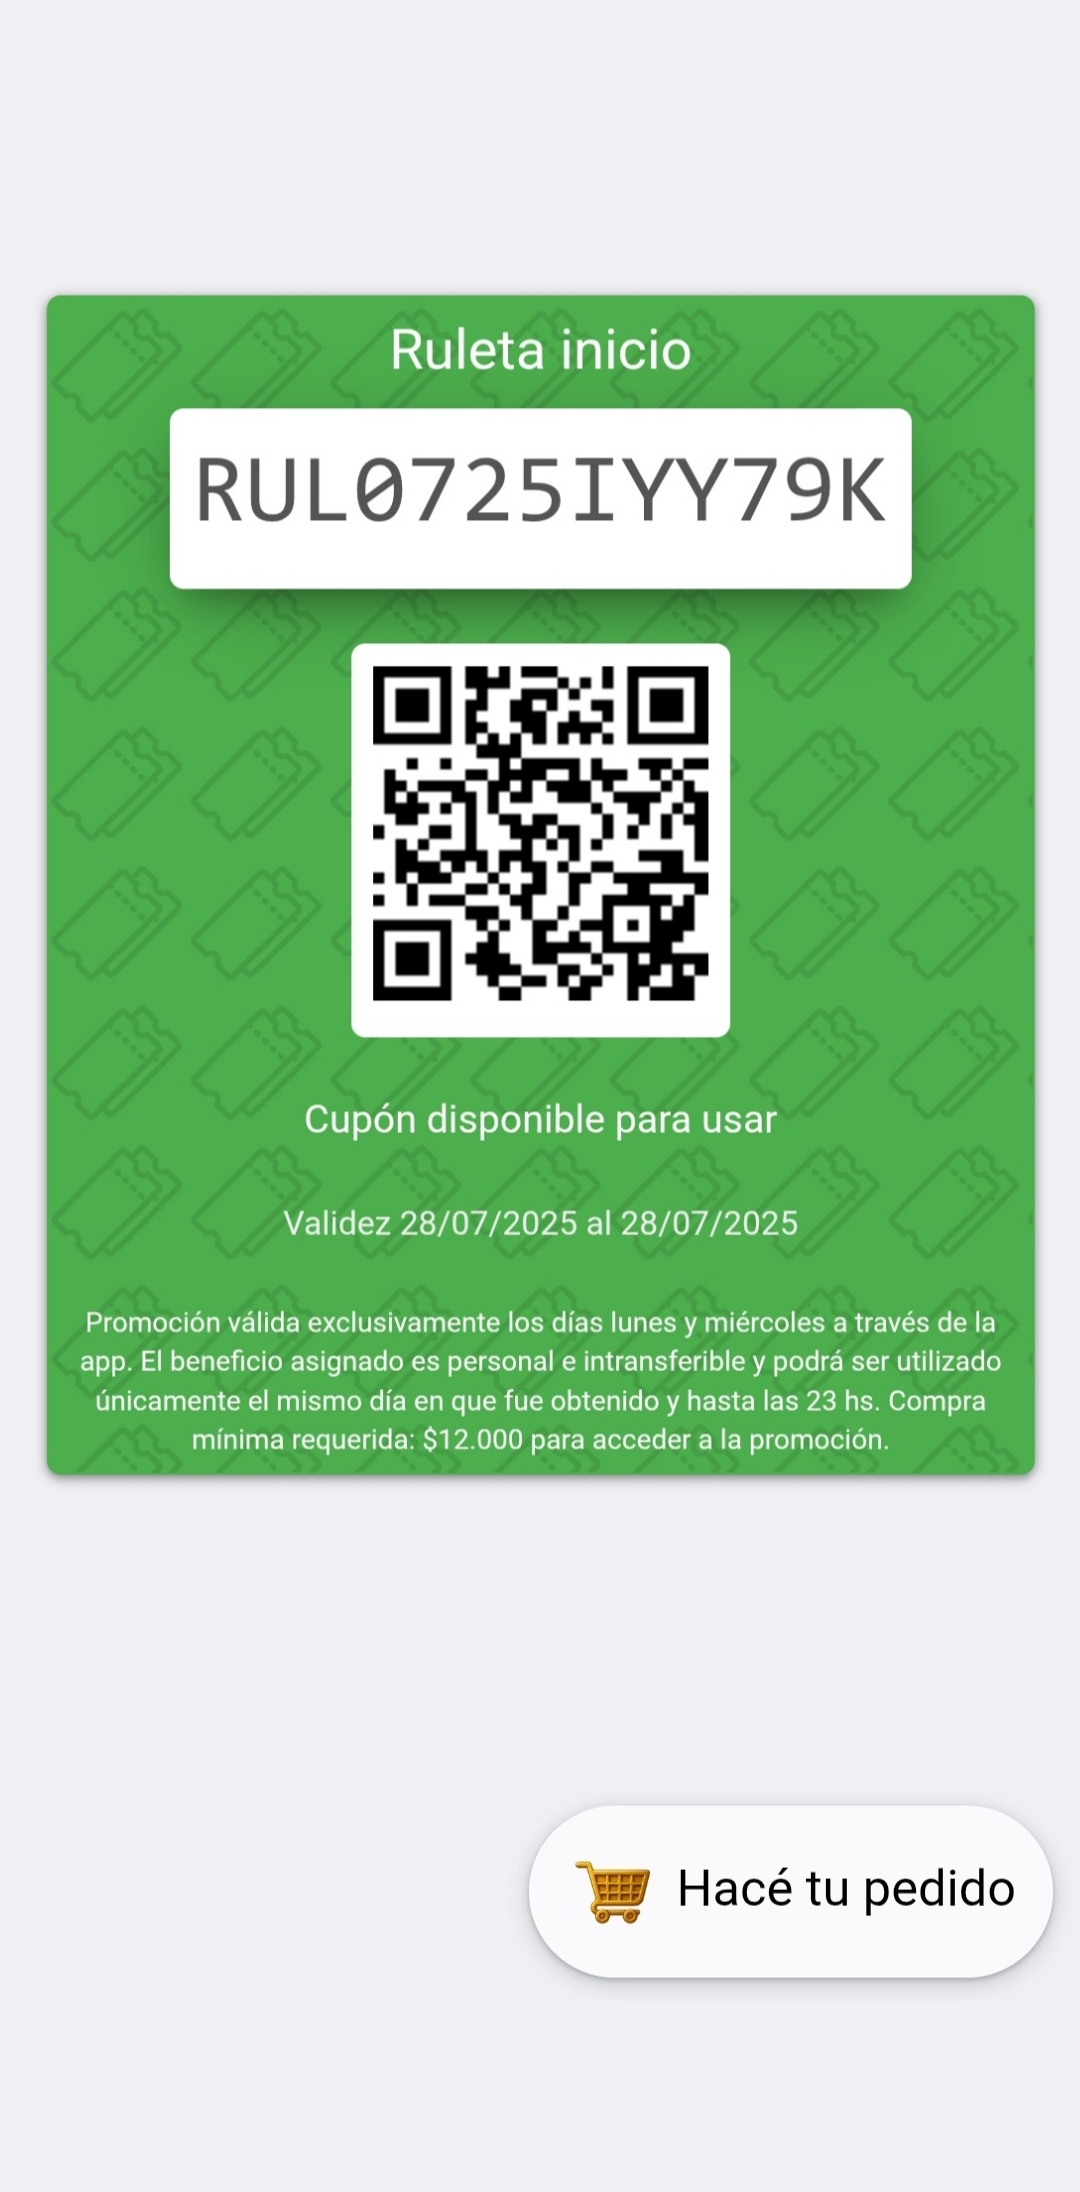 Ruleta inicio
RUL0725IYY79K
Cupón disponible para usar
Validez 28/07/2025 al 28/07/2025
Promoción válida exclusivamente los días lunes y miércoles a través de la
app. El beneficio asignado es personal e intransferible y podrá ser utilizado
únicamente el mismo día en que fue obtenido y hasta las 23 hs. Compra
mínima requerida: $12.000 para acceder a la promoción.
Hacé tu pedido